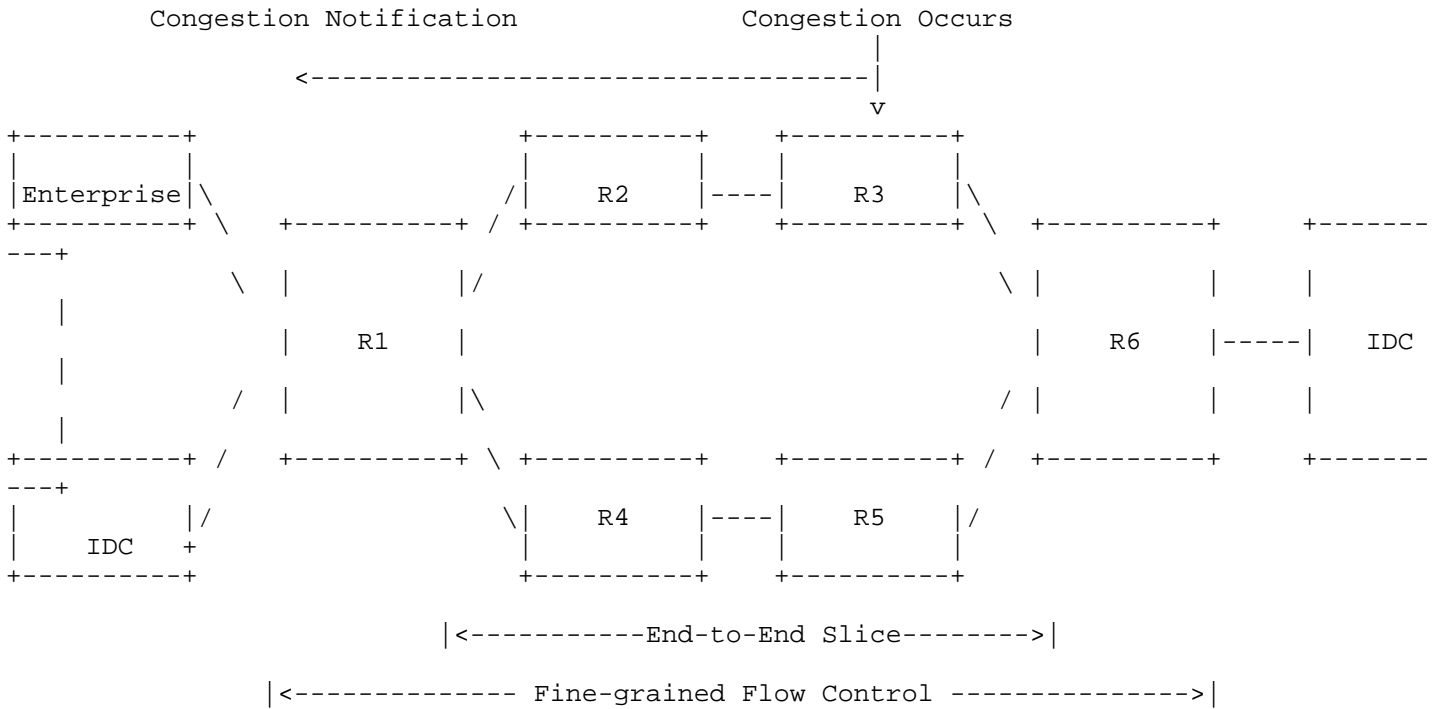 Congestion Notification Congestion Occurs
Enterprise R2 R3
R1 R6 IDC
R4 R5
IDC
End-to-End Slice
Fine-grained Flow Control